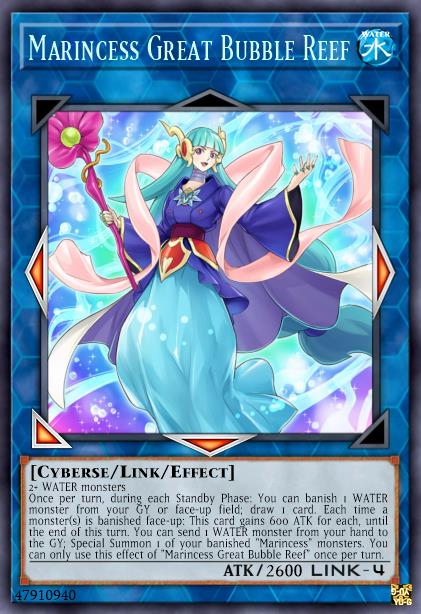 Marincess Great Bubble Reef
WATER
水
[Cyberse/Link/Effect]
2+ WATER monsters
Once per turn, during each Standby Phase: You can banish 1 WATER
monster from your GY or face-up field; draw 1 card. Each time a
monster(s) is banished face-up: This card gains 600 ATK for each, until
the end of this turn. You can send 1 WATER monster from your hand to
the GY; Special Summon 1 of your banished "Marincess" monsters. You
can only use this effect of "Marincess Great Bubble Reef" once per turn.
ATK/2600 LINK-4
47910940